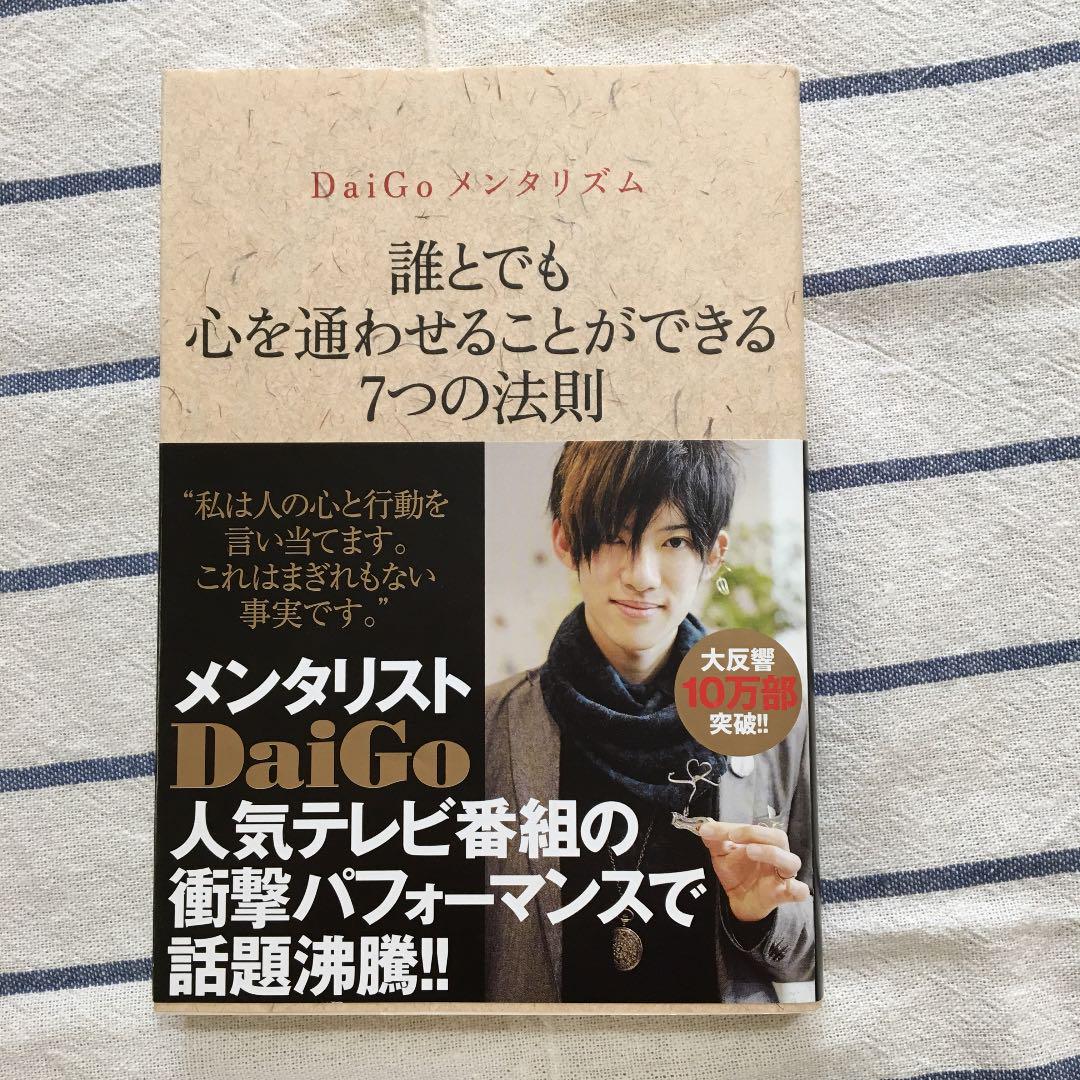 DaiGo メンタリズム
誰とでも
心を通わせることができる
7つの法則
“私は人の心と行動を
言い当てます。
これはまぎれもない
事実です。”
メンタリスト
DaiGo
人気テレビ番組の
衝撃パフォーマンスで
話題沸騰!!
大反響
10万部
突破!!